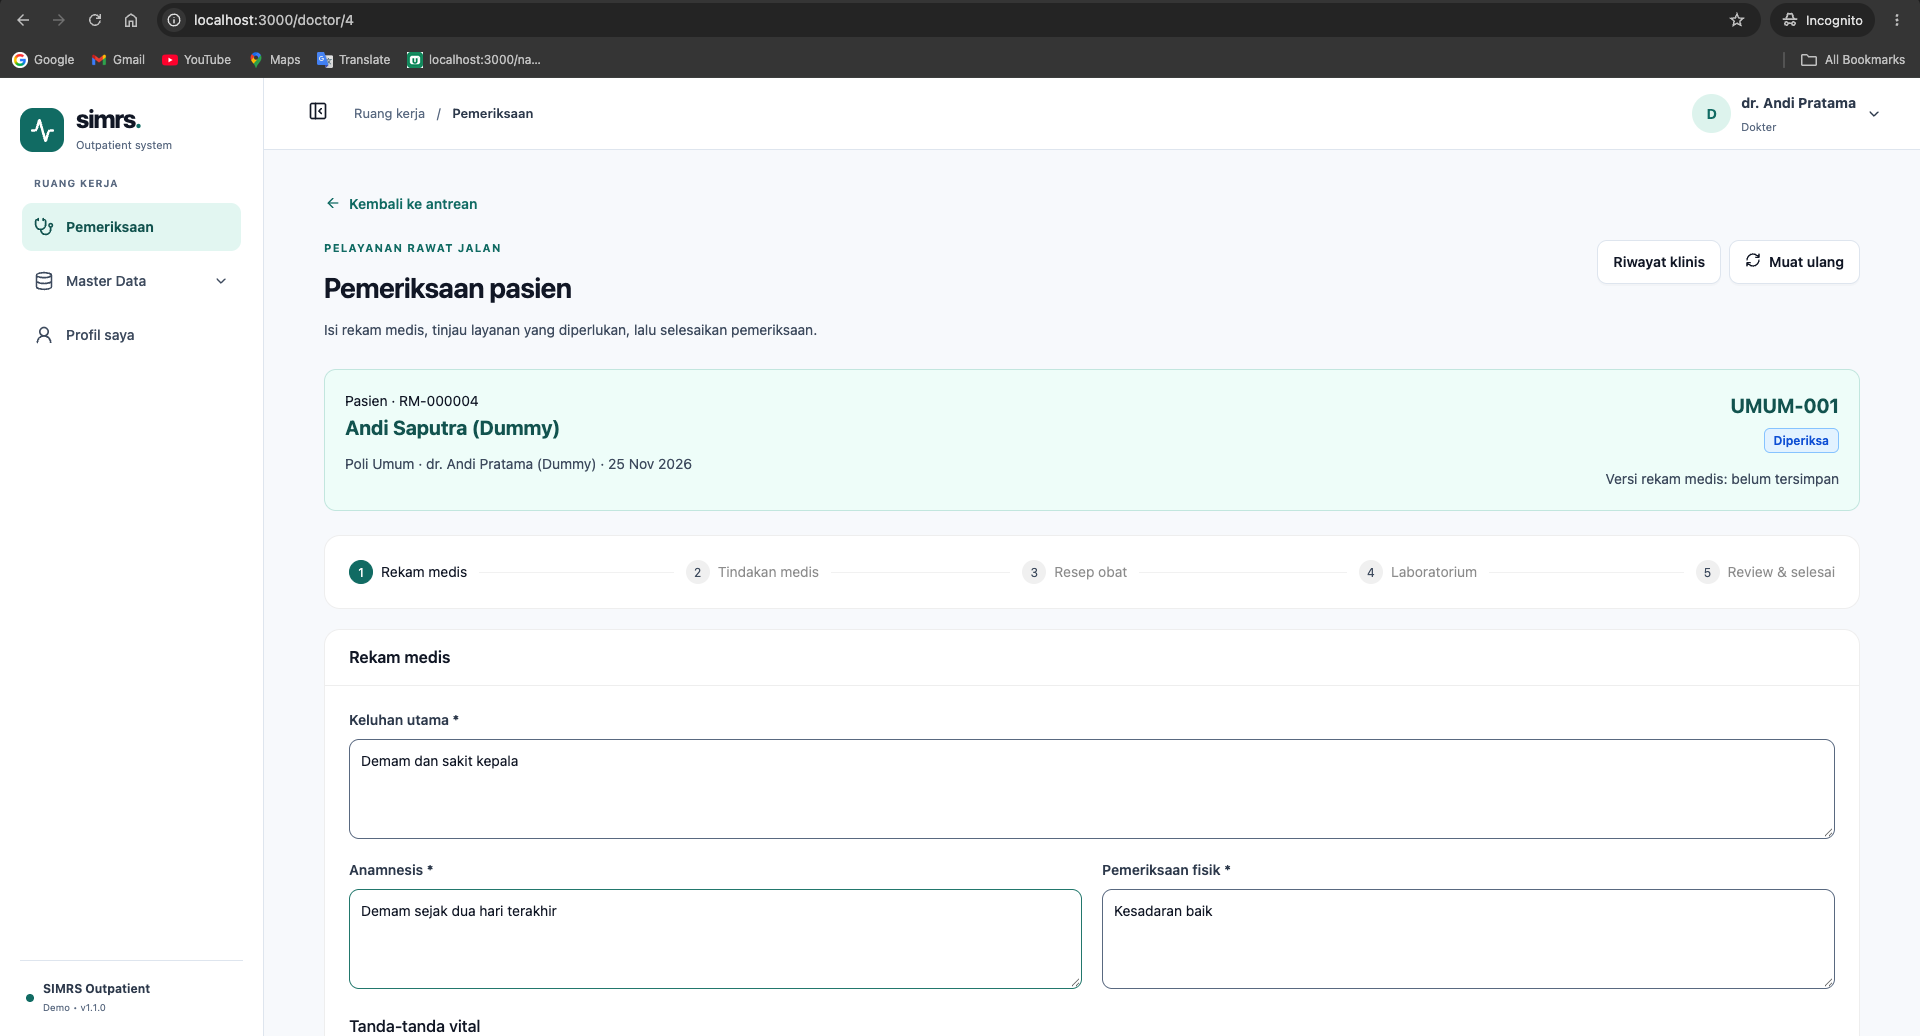 localhost:3000/doctor/4
Incognito
Google
Gmail
YouTube
Maps
Translate
localhost:3000/na...
All Bookmarks
simrs.
Outpatient system
RUANG KERJA
Pemeriksaan
Master Data
Profil saya
SIMRS Outpatient
Demo • v1.1.0
Ruang kerja / Pemeriksaan
D
dr. Andi Pratama
Dokter
Kembali ke antrean
PELAYANAN RAWAT JALAN
Pemeriksaan pasien
Isi rekam medis, tinjau layanan yang diperlukan, lalu selesaikan pemeriksaan.
Riwayat klinis
Muat ulang
Pasien · RM-000004
Andi Saputra (Dummy)
Poli Umum · dr. Andi Pratama (Dummy) · 25 Nov 2026
UMUM-001
Diperiksa
Versi rekam medis: belum tersimpan
1 Rekam medis
2 Tindakan medis
3 Resep obat
4 Laboratorium
5 Review & selesai
Rekam medis
Keluhan utama *
Demam dan sakit kepala
Anamnesis *
Demam sejak dua hari terakhir
Pemeriksaan fisik *
Kesadaran baik
Tanda-tanda vital